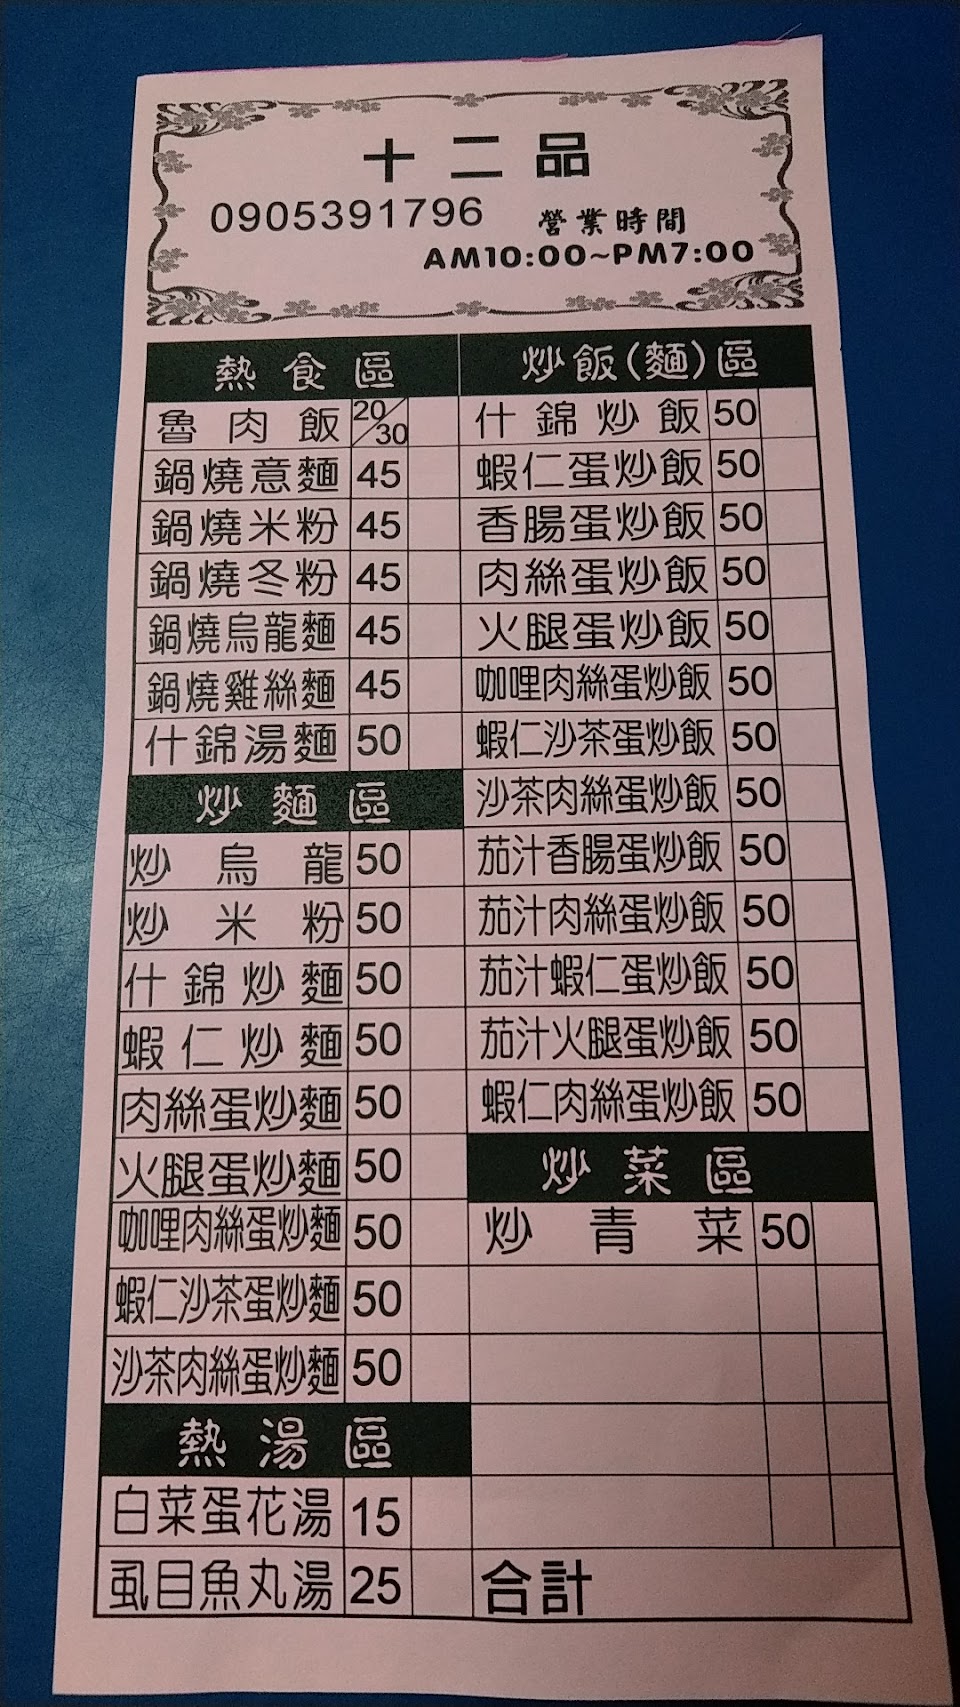 十二品
0905391796
營業時間
AM10:00~PM7:00
熱食區
魯肉飯 20/30
鍋燒意麵 45
鍋燒米粉 45
鍋燒冬粉 45
鍋燒烏龍麵 45
鍋燒雞絲麵 45
什錦湯麵 50
炒麵區
炒烏龍 50
炒米粉 50
什錦炒麵 50
蝦仁炒麵 50
肉絲蛋炒麵 50
火腿蛋炒麵 50
咖哩肉絲蛋炒麵 50
蝦仁沙茶蛋炒麵 50
沙茶肉絲蛋炒麵 50
熱湯區
白菜蛋花湯 15
虱目魚丸湯 25
炒飯(麵)區
什錦炒飯 50
蝦仁蛋炒飯 50
香腸蛋炒飯 50
肉絲蛋炒飯 50
火腿蛋炒飯 50
咖哩肉絲蛋炒飯 50
蝦仁沙茶蛋炒飯 50
沙茶肉絲蛋炒飯 50
茄汁香腸蛋炒飯 50
茄汁肉絲蛋炒飯 50
茄汁蝦仁蛋炒飯 50
茄汁火腿蛋炒飯 50
蝦仁肉絲蛋炒飯 50
炒菜區
炒青菜 50
合計